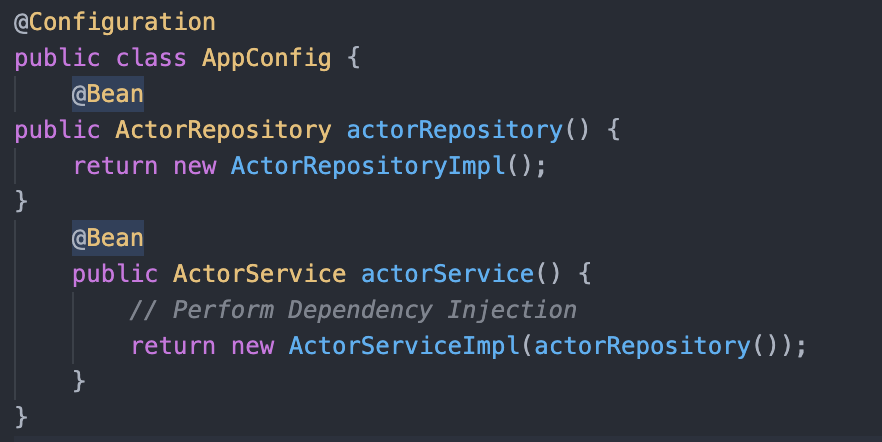 @Configuration
public class AppConfig {
    @Bean
public ActorRepository actorRepository() {
    return new ActorRepositoryImpl();
}
    @Bean
    public ActorService actorService() {
        // Perform Dependency Injection
        return new ActorServiceImpl(actorRepository());
    }
}